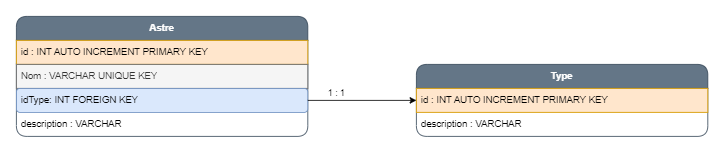 Astre
id : INT AUTO INCREMENT PRIMARY KEY
Nom : VARCHAR UNIQUE KEY
idType: INT FOREIGN KEY
description : VARCHAR
1 : 1
Type
id : INT AUTO INCREMENT PRIMARY KEY
description : VARCHAR